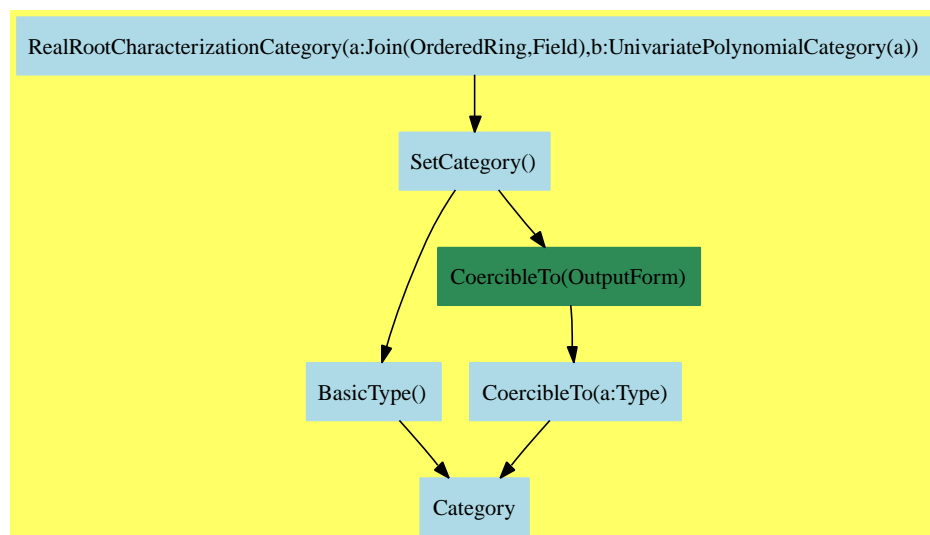 RealRootCharacterizationCategory(a:Join(OrderedRing,Field),b:UnivariatePolynomialCategory(a))
SetCategory()
CoercibleTo(OutputForm)
BasicType()
CoercibleTo(a:Type)
Category